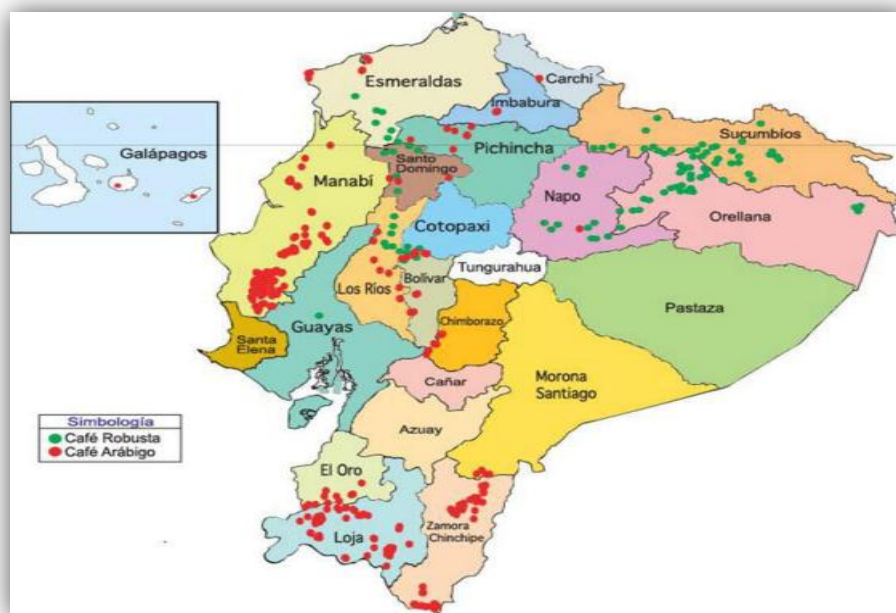 Carchi
Esmeraldas
Imbabura
Sucumbíos
Galápagos
Pichincha
Santo
Domingo
Manabí
Napo
Cotopaxi
Orellana
Tungurahua
Los Ríos
Bolívar
Pastaza
Guayas
Chimborazo
Santa
Elena
Cañar
Morona
Santiago
Simbología
Café Robusta
Café Arábigo
Azuay
El Oro
Zamora
Chinchipe
Loja